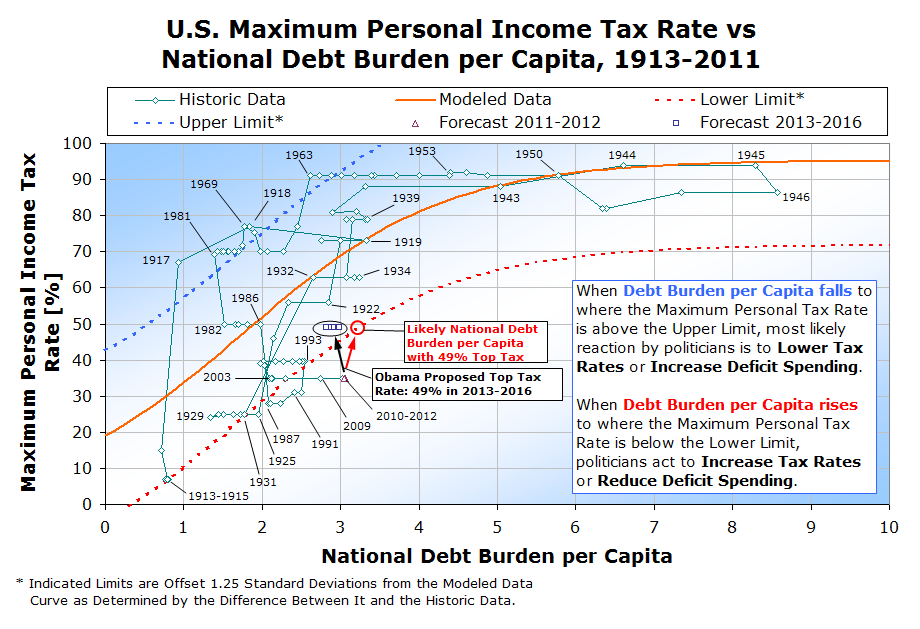 U.S. Maximum Personal Income Tax Rate vs
National Debt Burden per Capita, 1913-2011
Historic Data
Modeled Data
Lower Limit*
Upper Limit*
Forecast 2011-2012
Forecast 2013-2016
Maximum Personal Income Tax
Rate [%]
100
90
80
70
60
50
40
30
20
10
0
1963
1953
1950
1944
1945
1969
1918
1939
1943
1946
1981
1919
1917
1932
1934
1986
1922
1982
1993
Likely National Debt
Burden per Capita
with 49% Top Tax
2003
Obama Proposed Top Tax
Rate: 49% in 2013-2016
1929
2010-2012
2009
1987
1991
1925
1931
1913-1915
When Debt Burden per Capita falls to
where the Maximum Personal Tax Rate
is above the Upper Limit, most likely
reaction by politicians is to Lower Tax
Rates or Increase Deficit Spending.
When Debt Burden per Capita rises
to where the Maximum Personal Tax
Rate is below the Lower Limit,
politicians act to Increase Tax Rates
or Reduce Deficit Spending.
0 1 2 3 4 5 6 7 8 9 10
National Debt Burden per Capita
* Indicated Limits are Offset 1.25 Standard Deviations from the Modeled Data
Curve as Determined by the Difference Between It and the Historic Data.